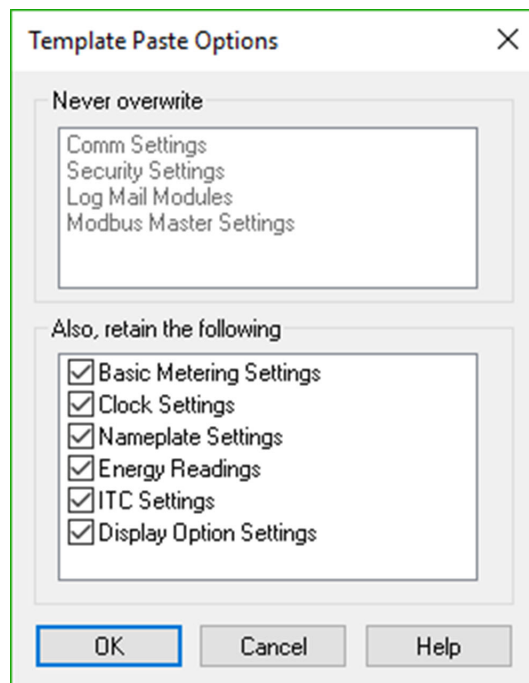 Template Paste Options
Never overwrite
Comm Settings
Security Settings
Log Mail Modules
Modbus Master Settings
Also, retain the following
Basic Metering Settings
Clock Settings
Nameplate Settings
Energy Readings
ITC Settings
Display Option Settings
OK Cancel Help